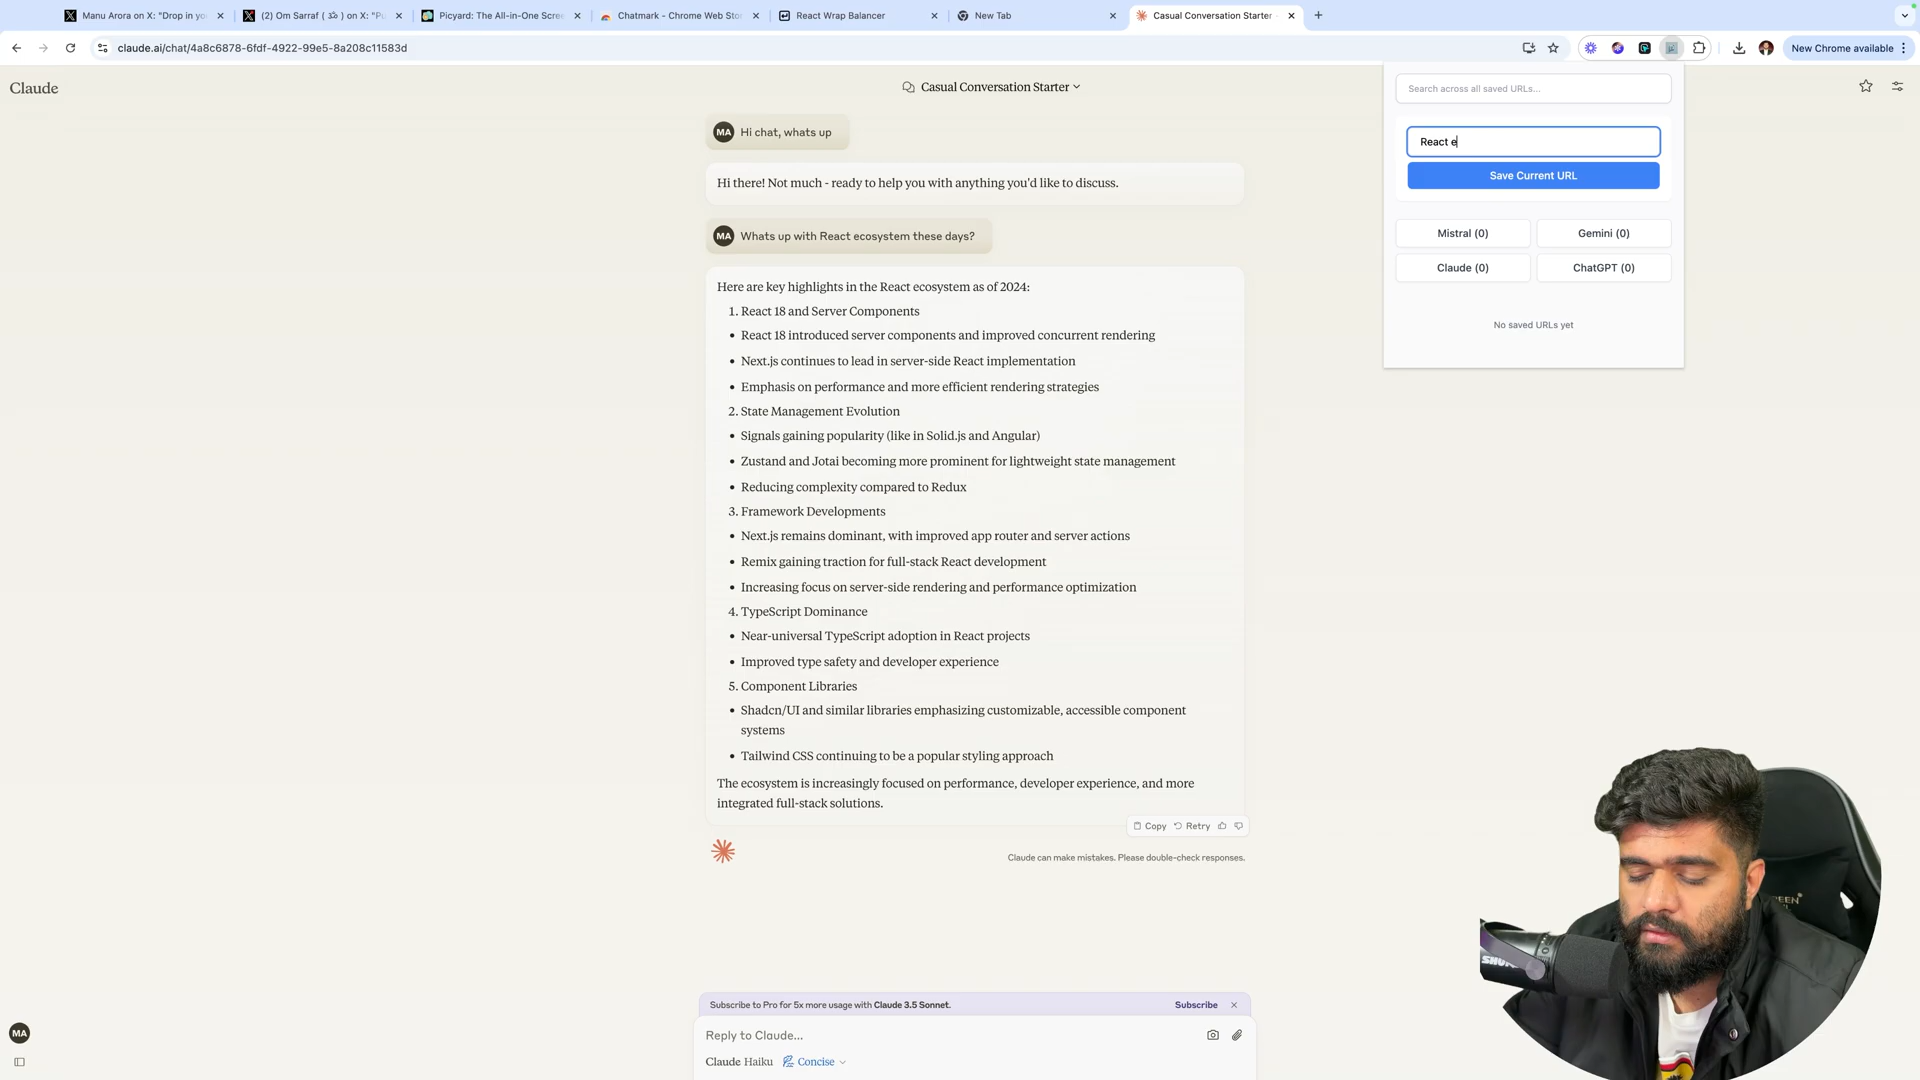 Manu Arora on X: "Drop in yo
(2) Om Sarraf ( ॐ ) on X: "P
Picyard: The All-in-One Scree
Chatmark - Chrome Web Stor
React Wrap Balancer
New Tab
Casual Conversation Starter
claude.ai/chat/4a8c6878-6fdf-4922-99e5-8a208c11583d
New Chrome available
Claude
Casual Conversation Starter
Search across all saved URLs...
React e
Save Current URL
Mistral (0)
Gemini (0)
Claude (0)
ChatGPT (0)
No saved URLs yet
MA
Hi chat, whats up
Hi there! Not much - ready to help you with anything you'd like to discuss.
MA
Whats up with React ecosystem these days?
Here are key highlights in the React ecosystem as of 2024:
1. React 18 and Server Components
• React 18 introduced server components and improved concurrent rendering
• Next.js continues to lead in server-side React implementation
• Emphasis on performance and more efficient rendering strategies
2. State Management Evolution
• Signals gaining popularity (like in Solid.js and Angular)
• Zustand and Jotai becoming more prominent for lightweight state management
• Reducing complexity compared to Redux
3. Framework Developments
• Next.js remains dominant, with improved app router and server actions
• Remix gaining traction for full-stack React development
• Increasing focus on server-side rendering and performance optimization
4. TypeScript Dominance
• Near-universal TypeScript adoption in React projects
• Improved type safety and developer experience
5. Component Libraries
• Shadcn/UI and similar libraries emphasizing customizable, accessible component
systems
• Tailwind CSS continuing to be a popular styling approach
The ecosystem is increasingly focused on performance, developer experience, and more
integrated full-stack solutions.
Copy
Retry
Claude can make mistakes. Please double-check responses.
Subscribe to Pro for 5x more usage with Claude 3.5 Sonnet.
Subscribe
Reply to Claude...
Claude Haiku
Concise
MA